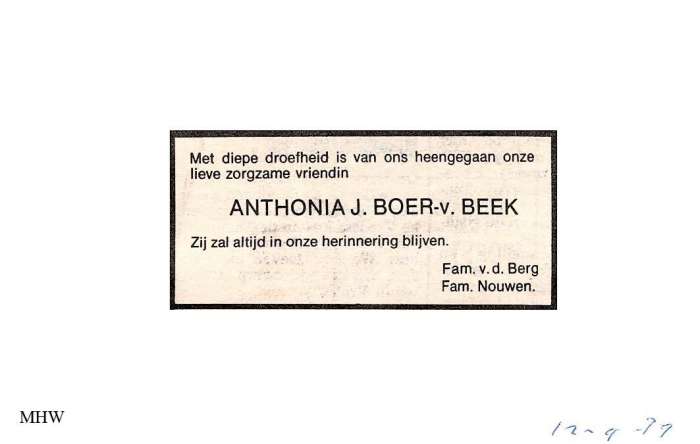 Met diepe droefheid is van ons heengegaan onze
lieve zorgzame vriendin
ANTHONIA J. BOER-v. BEEK
Zij zal altijd in onze herinnering blijven.
Fam. v. d. Berg
Fam. Nouwen.
MHW